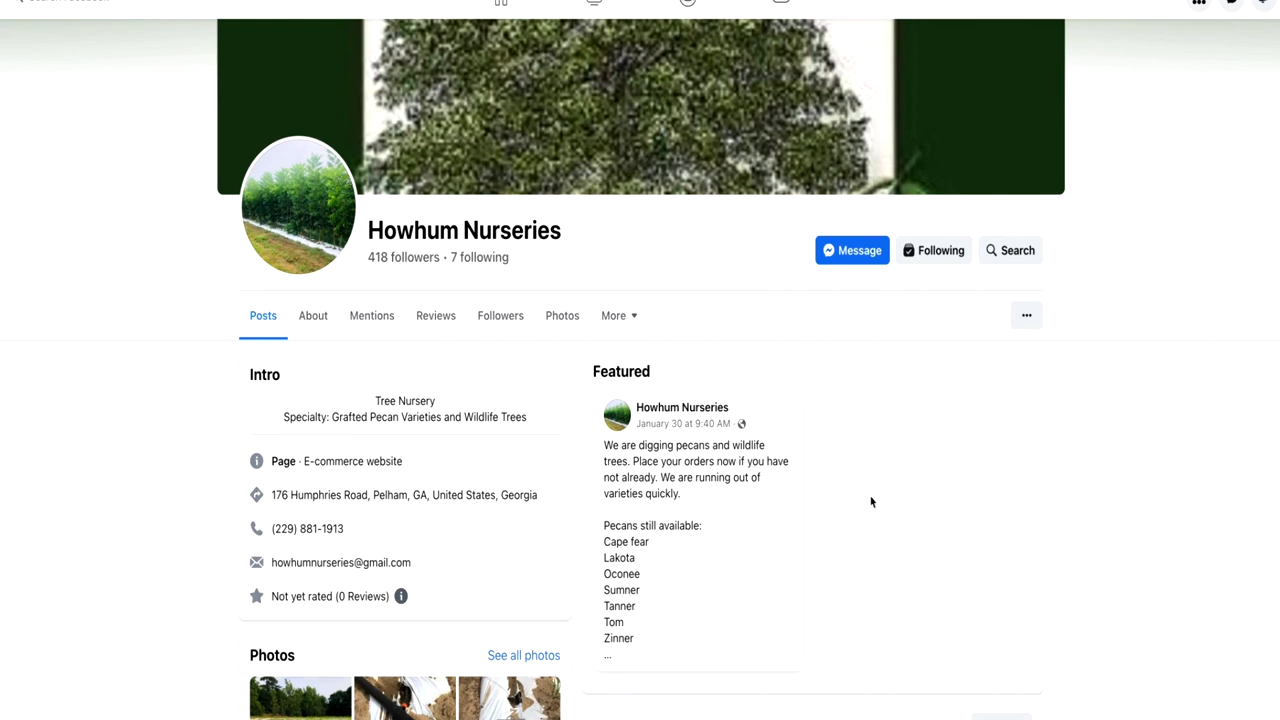 Howhum Nurseries
418 followers • 7 following
Message
Following
Search
Posts
About
Mentions
Reviews
Followers
Photos
More
Intro
Tree Nursery
Specialty: Grafted Pecan Varieties and Wildlife Trees
Page · E-commerce website
176 Humphries Road, Pelham, GA, United States, Georgia
(229) 881-1913
howhumnurseries@gmail.com
Not yet rated (0 Reviews)
Photos
See all photos
Featured
Howhum Nurseries
January 30 at 9:40 AM ·
We are digging pecans and wildlife
trees. Place your orders now if you have
not already. We are running out of
varieties quickly.
Pecans still available:
Cape fear
Lakota
Oconee
Sumner
Tanner
Tom
Zinner
...